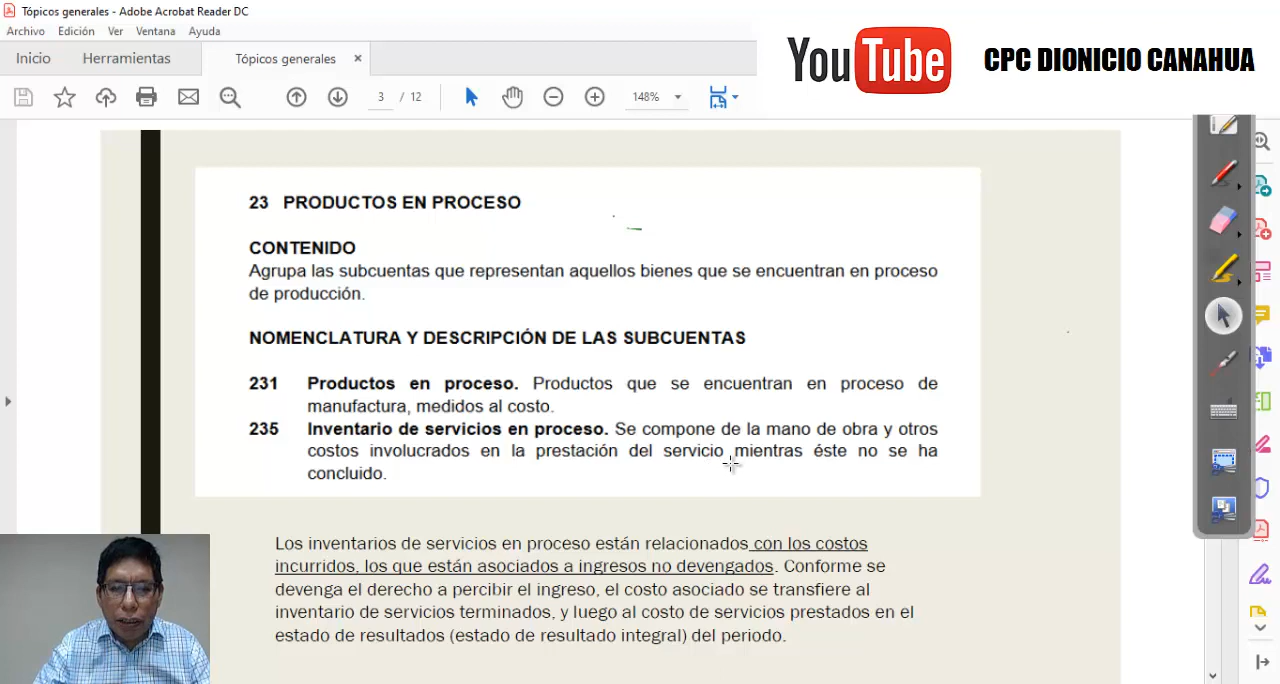 Tópicos generales - Adobe Acrobat Reader DC
Archivo Edición Ver Ventana Ayuda
Inicio Herramientas Tópicos generales ×
3 / 12 148%
YouTube CPC DIONICIO CANAHUA
23 PRODUCTOS EN PROCESO
CONTENIDO
Agrupa las subcuentas que representan aquellos bienes que se encuentran en proceso
de producción.
NOMENCLATURA Y DESCRIPCIÓN DE LAS SUBCUENTAS
231 Productos en proceso. Productos que se encuentran en proceso de
manufactura, medidos al costo.
235 Inventario de servicios en proceso. Se compone de la mano de obra y otros
costos involucrados en la prestación del servicio mientras éste no se ha
concluido.
Los inventarios de servicios en proceso están relacionados con los costos
incurridos, los que están asociados a ingresos no devengados. Conforme se
devenga el derecho a percibir el ingreso, el costo asociado se transfiere al
inventario de servicios terminados, y luego al costo de servicios prestados en el
estado de resultados (estado de resultado integral) del periodo.